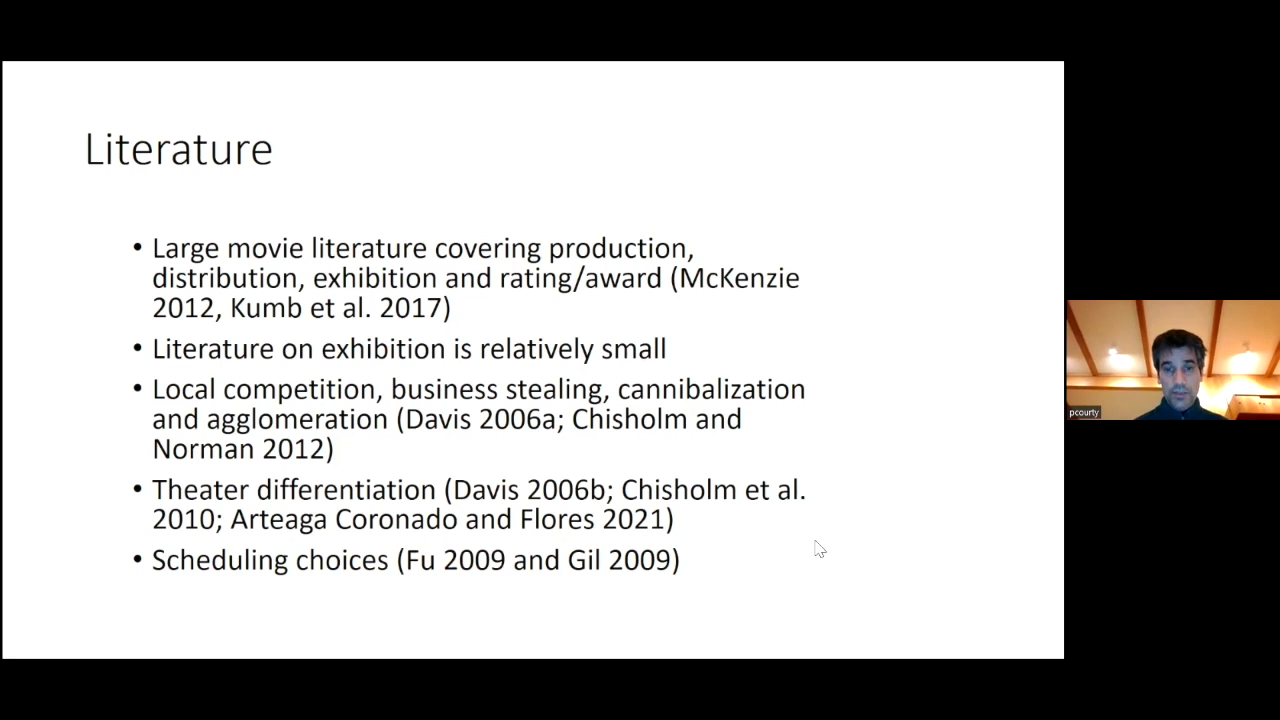 Literature
• Large movie literature covering production,
distribution, exhibition and rating/award (McKenzie
2012, Kumb et al. 2017)
• Literature on exhibition is relatively small
• Local competition, business stealing, cannibalization
and agglomeration (Davis 2006a; Chisholm and
Norman 2012)
• Theater differentiation (Davis 2006b; Chisholm et al.
2010; Arteaga Coronado and Flores 2021)
• Scheduling choices (Fu 2009 and Gil 2009)
pcourty